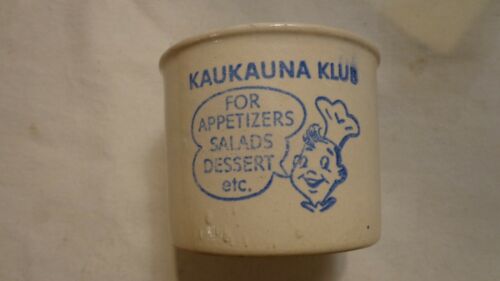 KAUKAUNA KLUB
FOR
APPETIZERS
SALADS
DESSERT
etc.